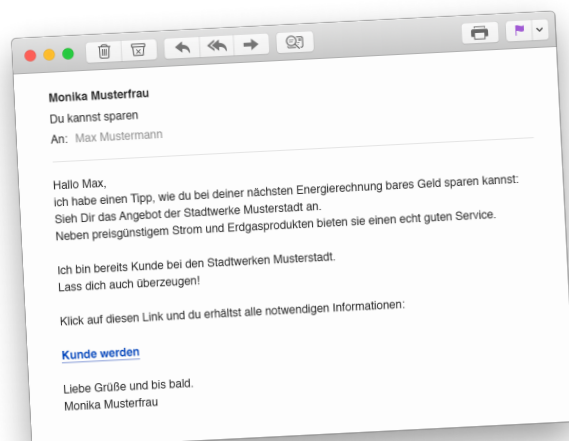 Monika Musterfrau
Du kannst sparen
An: Max Mustermann
Hallo Max,
ich habe einen Tipp, wie du bei deiner nächsten Energierechnung bares Geld sparen kannst:
Sieh Dir das Angebot der Stadtwerke Musterstadt an.
Neben preisgünstigem Strom und Erdgasprodukten bieten sie einen echt guten Service.
Ich bin bereits Kunde bei den Stadtwerken Musterstadt.
Lass dich auch überzeugen!
Klick auf diesen Link und du erhältst alle notwendigen Informationen:
Kunde werden
Liebe Grüße und bis bald.
Monika Musterfrau